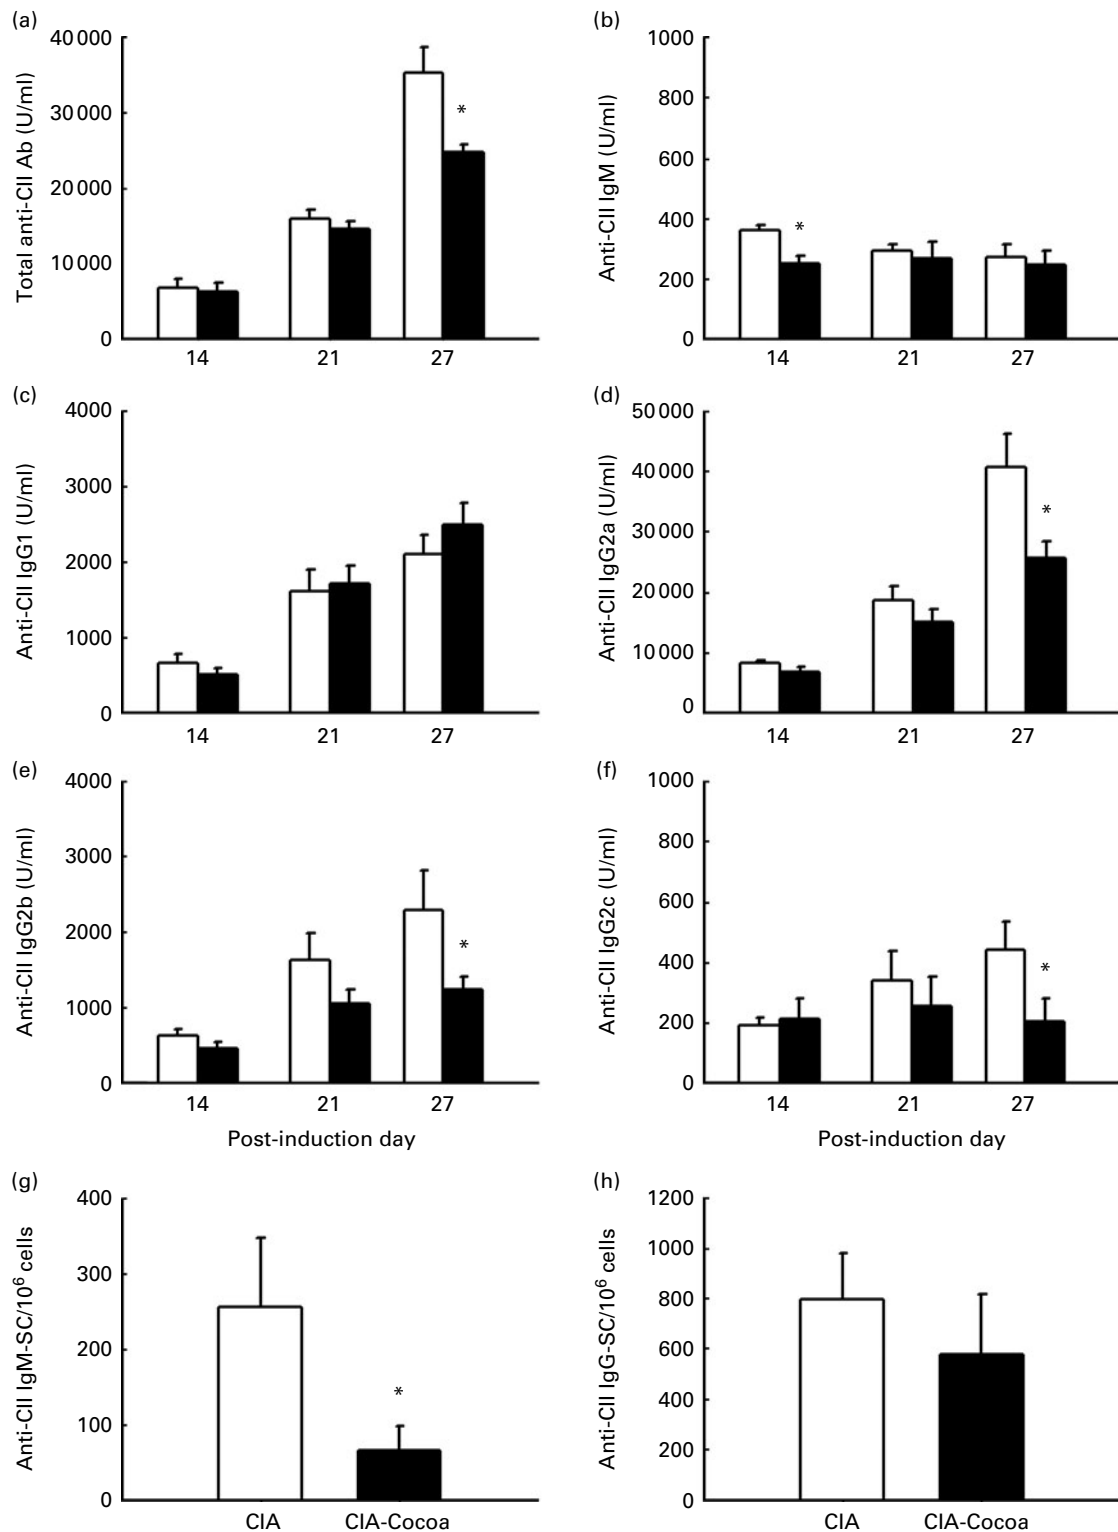 (a)
Total anti-CII Ab (U/ml)
40 000
30 000
20 000
10 000
0
*
14 21 27
(b)
Anti-CII IgM (U/ml)
1000
800
600
400
200
0
*
14 21 27
(c)
Anti-CII IgG1 (U/ml)
4000
3000
2000
1000
0
14 21 27
(d)
Anti-CII IgG2a (U/ml)
50 000
40 000
30 000
20 000
10 000
0
*
14 21 27
(e)
Anti-CII IgG2b (U/ml)
4000
3000
2000
1000
0
*
14 21 27
Post-induction day
(f)
Anti-CII IgG2c (U/ml)
1000
800
600
400
200
0
*
14 21 27
Post-induction day
(g)
Anti-CII IgM-SC/10⁶ cells
400
300
200
100
0
*
CIA CIA-Cocoa
(h)
Anti-CII IgG-SC/10⁶ cells
1200
1000
800
600
400
200
0
CIA CIA-Cocoa